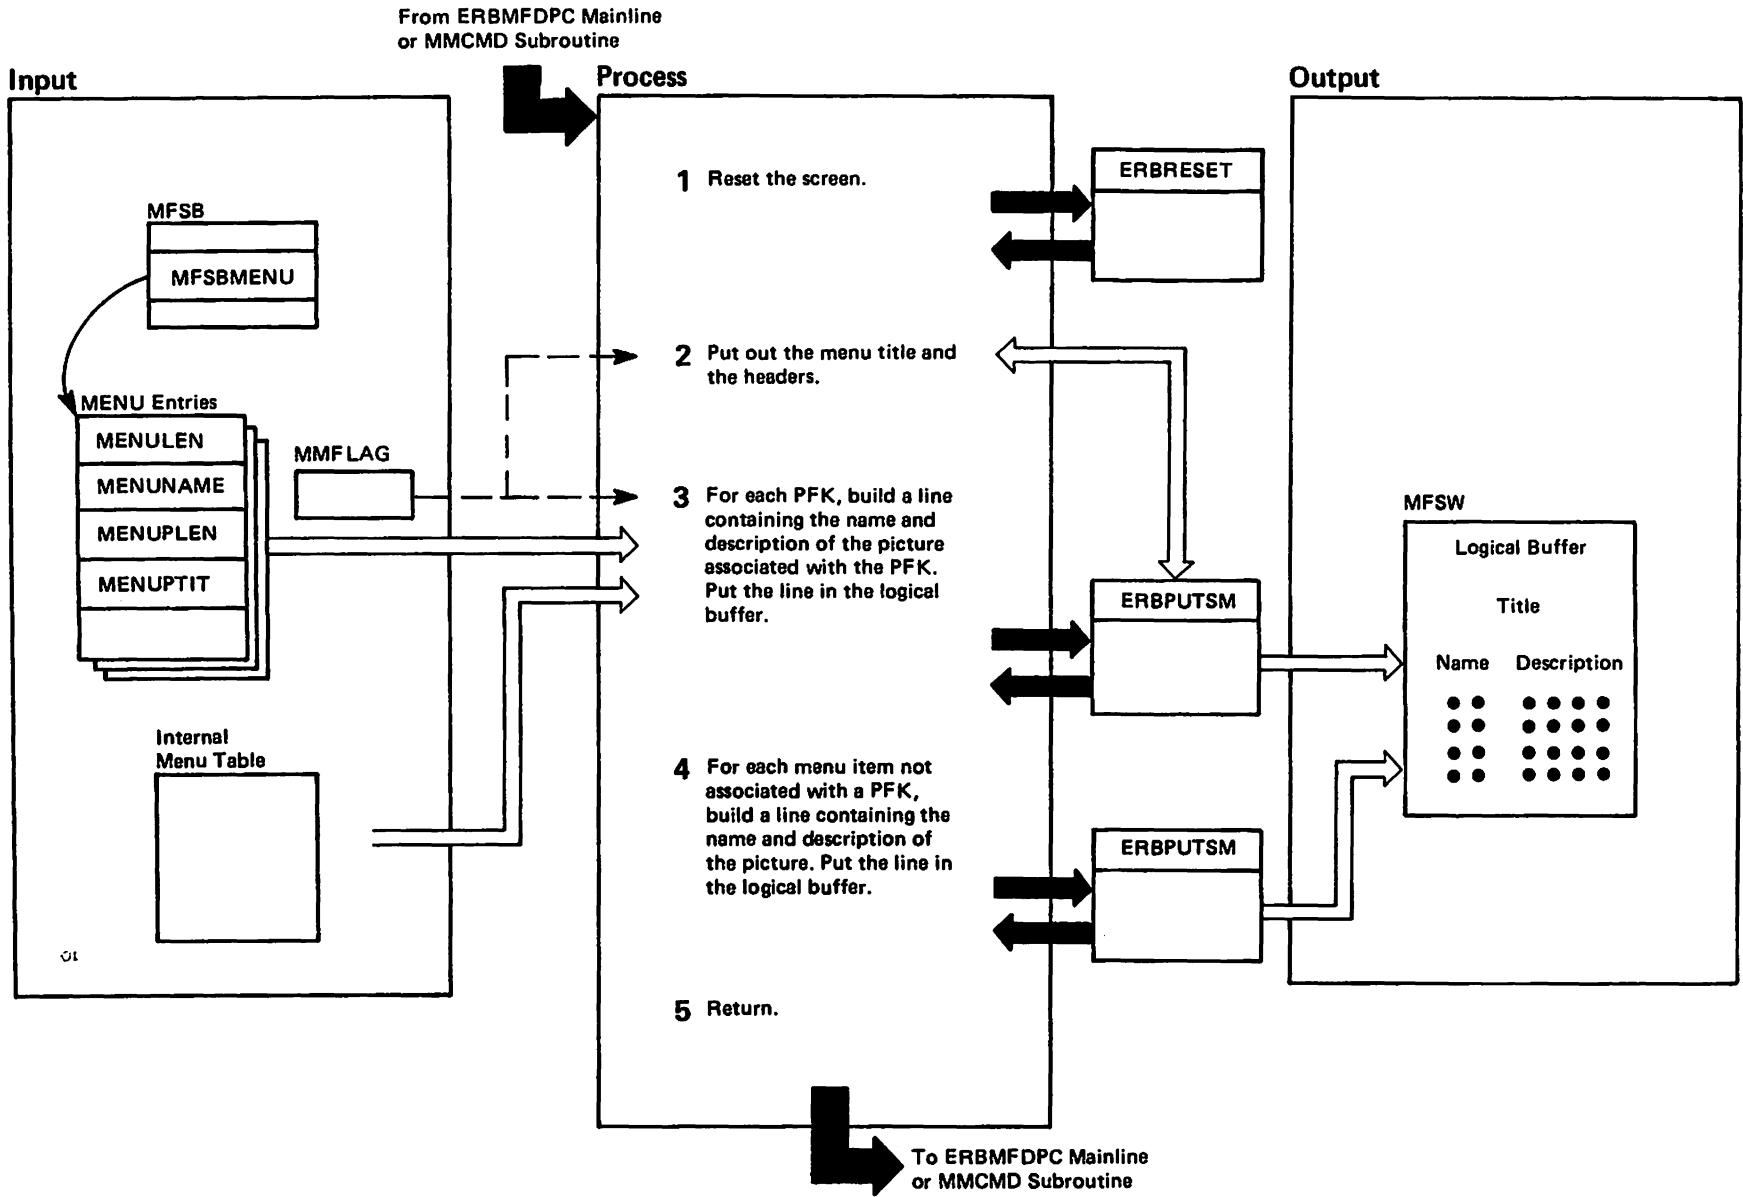 From ERBMFDPC Mainline
or MMCMD Subroutine
Input
Process
Output
1 Reset the screen.
ERBRESET
MFSB
MFSBMENU
2 Put out the menu title and
the headers.
MENU Entries
MENULEN
MENUNAME
MENUPLEN
MENUPTIT
MMFLAG
3 For each PFK, build a line
containing the name and
description of the picture
associated with the PFK.
Put the line in the logical
buffer.
ERBPUTSM
MFSW
Logical Buffer
Title
Name Description
Internal
Menu Table
4 For each menu item not
associated with a PFK,
build a line containing the
name and description of
the picture. Put the line in
the logical buffer.
ERBPUTSM
5 Return.
To ERBMFDPC Mainline
or MMCMD Subroutine